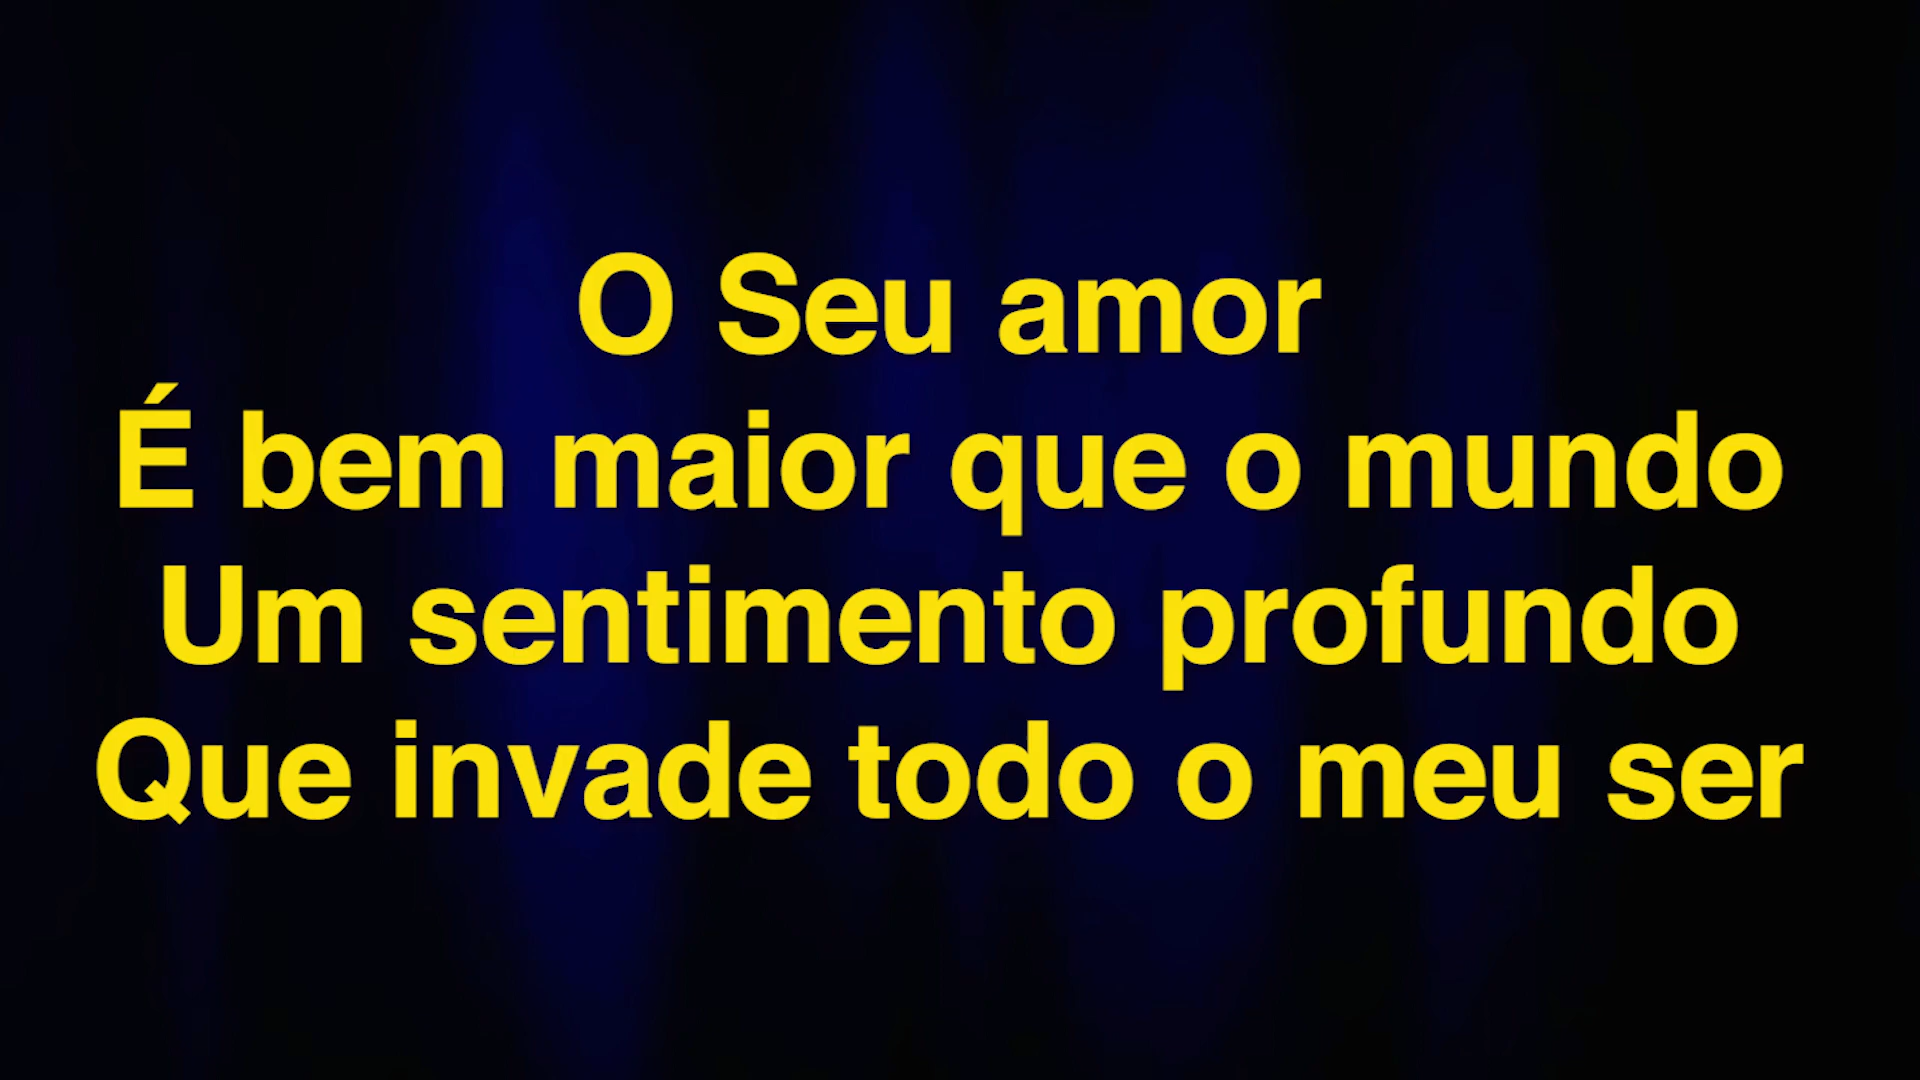 O Seu amor
É bem maior que o mundo
Um sentimento profundo
Que invade todo o meu ser